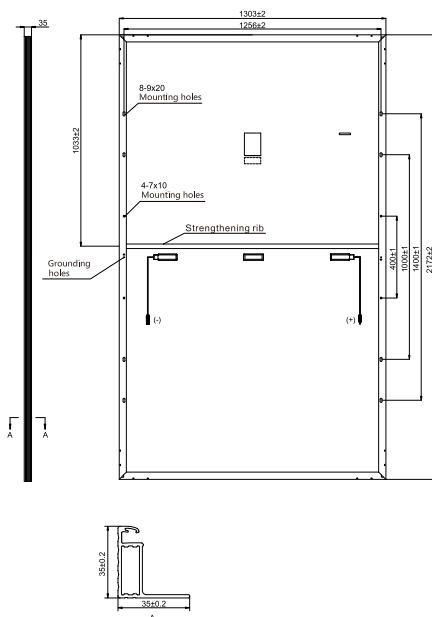 1303±2
35
1256±2
8-9x20
Mounting holes
1033±2
4-7x10
Mounting holes
Strengthening rib
Grounding
holes
400±1
1000±1
1400±1
2172±2
(-)
(+)
A
A
35±0.2
35±0.2